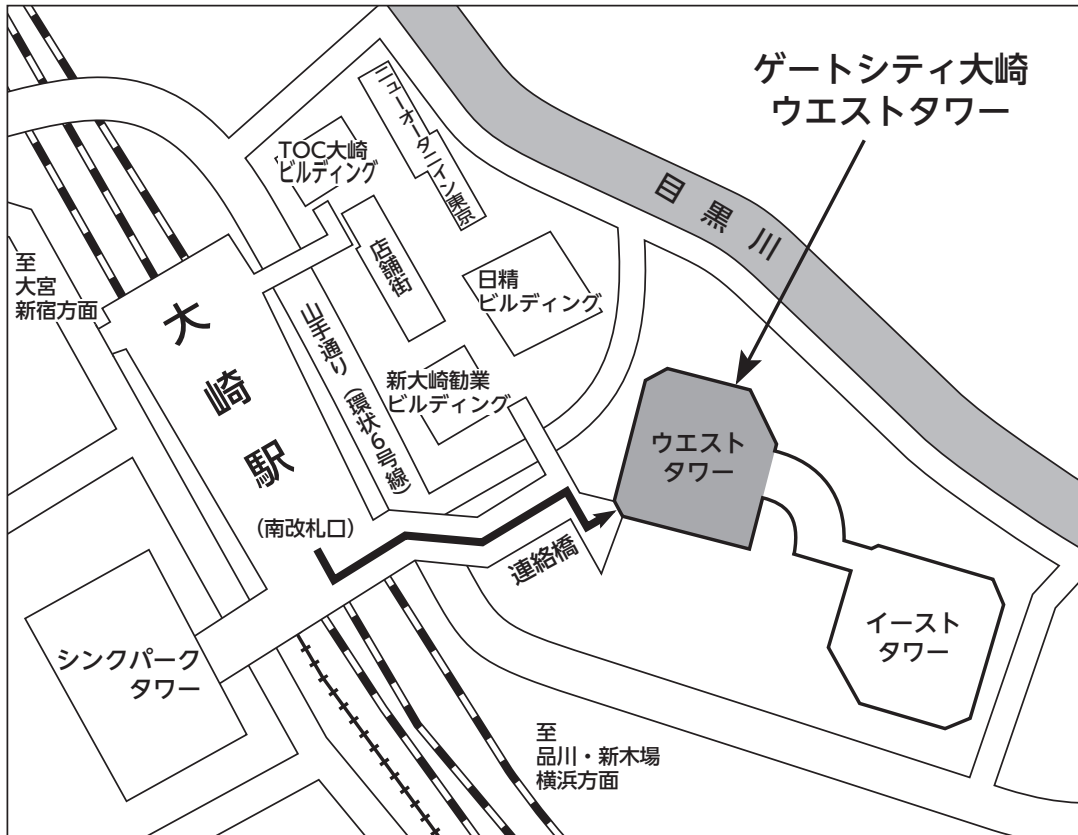 ゲートシティ大崎
ウエストタワー
ニューオータニイン東京
TOC大崎
ビルディング
目黒川
店舗街
日精
ビルディング
至
大宮
新宿方面
大崎駅
山手通り(環状6号線)
新大崎勧業
ビルディング
ウエスト
タワー
(南改札口)
連絡橋
イースト
タワー
シンクパーク
タワー
至
品川・新木場
横浜方面